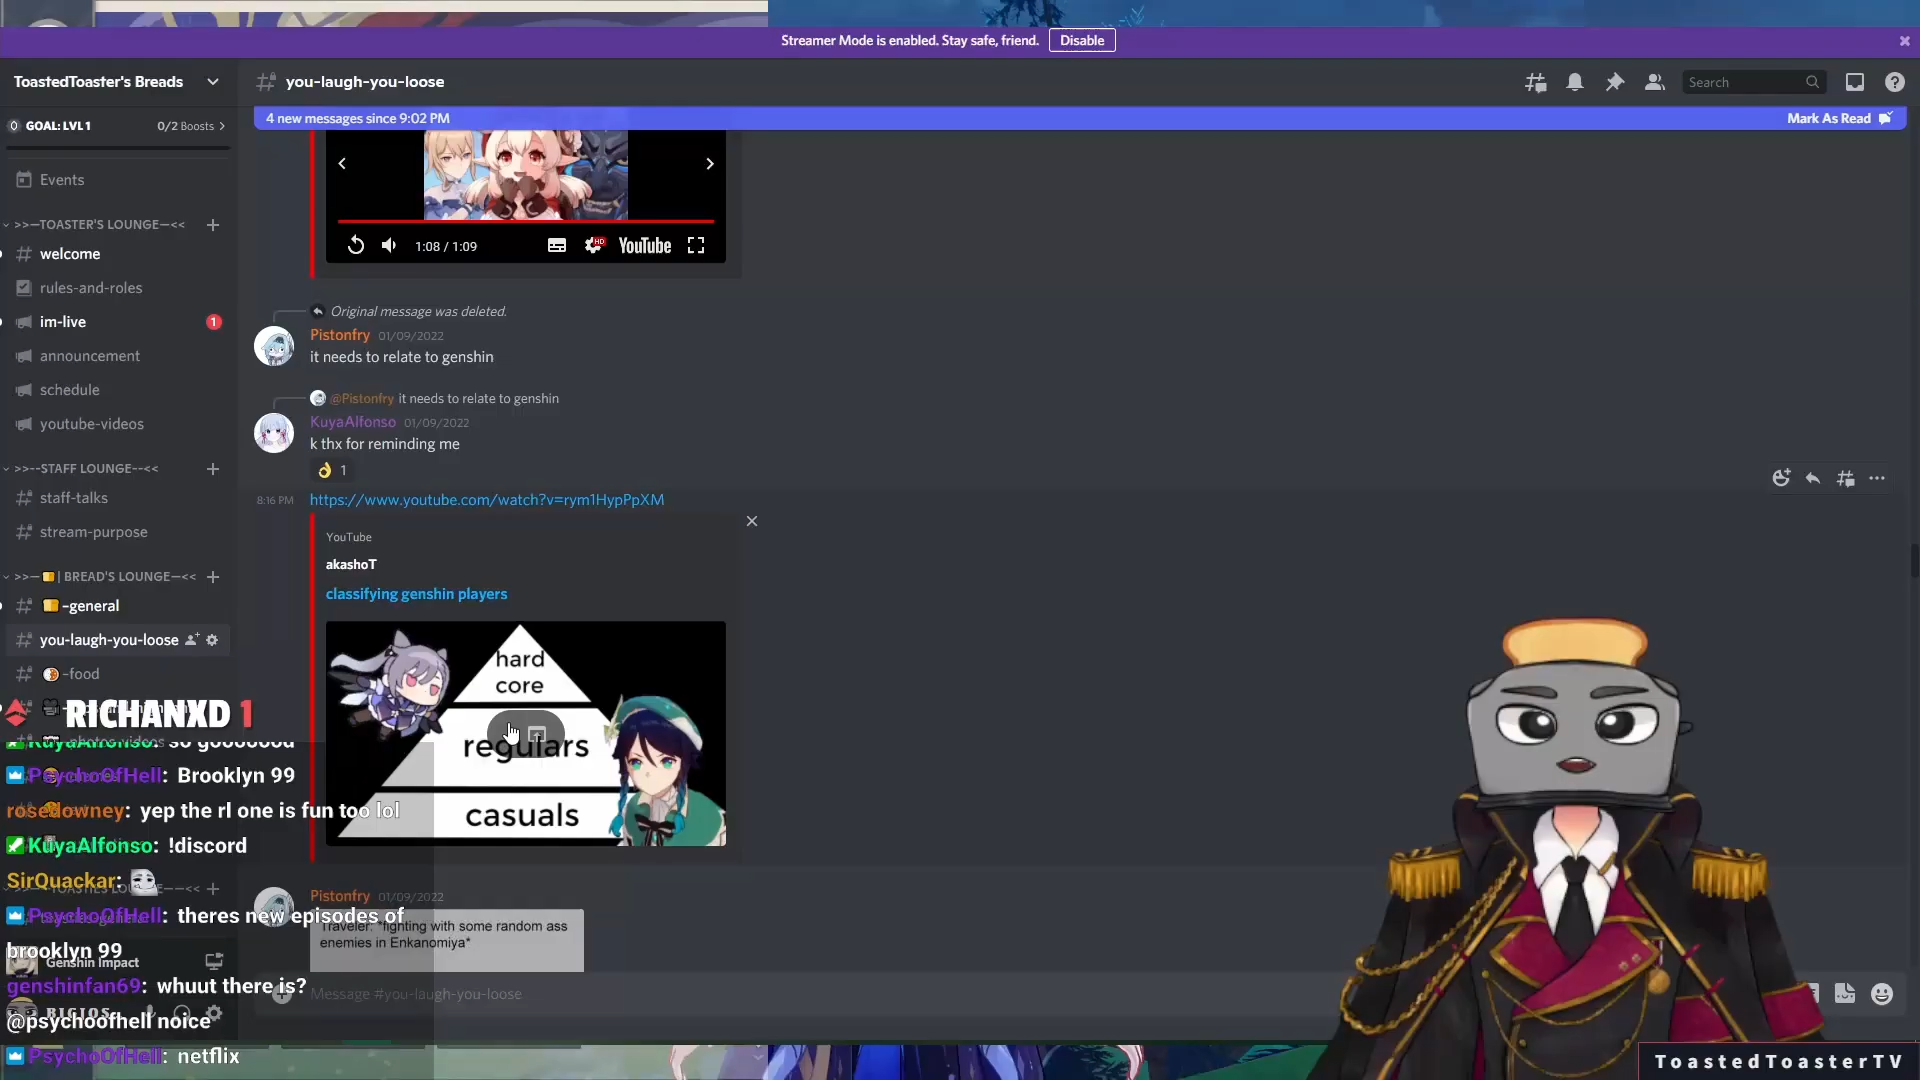 Streamer Mode is enabled. Stay safe, friend.
Disable
ToastedToaster's Breads
you-laugh-you-loose
Search
GOAL: LVL 1
0/2 Boosts
4 new messages since 9:02 PM
Mark As Read
Events
>>—TOASTER'S LOUNGE—<<
welcome
rules-and-roles
im-live
1
announcement
schedule
youtube-videos
>>--STAFF LOUNGE--<<
staff-talks
stream-purpose
>>—| BREAD'S LOUNGE—<<
-general
you-laugh-you-loose
-food
1:08 / 1:09
HD
YouTube
Original message was deleted.
Pistonfry 01/09/2022
it needs to relate to genshin
@Pistonfry it needs to relate to genshin
KuyaAlfonso 01/09/2022
k thx for reminding me
1
8:16 PM
https://www.youtube.com/watch?v=rym1HypPpXM
YouTube
akashoT
classifying genshin players
hard
core
regulars
casuals
Pistonfry 01/09/2022
Traveler: *fighting with some random ass
enemies in Enkanomiya*
Message #you-laugh-you-loose
RICHANXD 1
KuyaAlfonso: so gooooood
PsychoOfHell: Brooklyn 99
rosedowney: yep the rl one is fun too lol
KuyaAlfonso: !discord
SirQuackar:
PsychoOfHell: theres new episodes of
brooklyn 99
Genshin Impact
genshinfan69: whuut there is?
@psychoofhell noice
PsychoOfHell: netflix
ToastedToasterTV